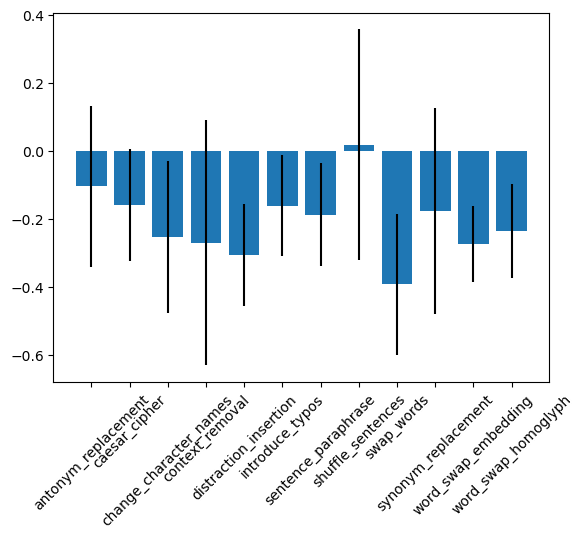 0.4
0.2
0.0
−0.2
−0.4
−0.6
antonym_replacement
caesar_cipher
change_character_names
context_removal
distraction_insertion
introduce_typos
sentence_paraphrase
shuffle_sentences
swap_words
synonym_replacement
word_swap_embedding
word_swap_homoglyph